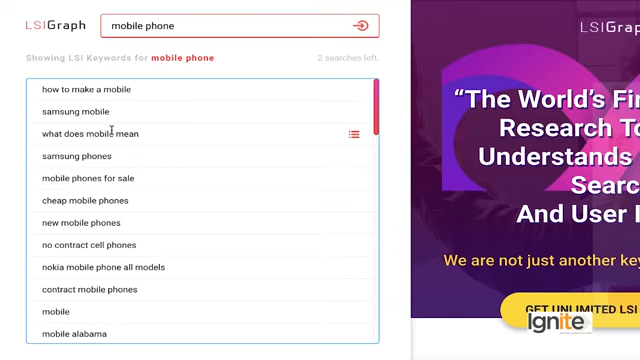 LSIGraph
mobile phone
Showing LSI Keywords for mobile phone
2 searches left.
how to make a mobile
samsung mobile
what does mobile mean
samsung phones
mobile phones for sale
cheap mobile phones
new mobile phones
no contract cell phones
nokia mobile phone all models
contract mobile phones
mobile
mobile alabama
LSIGrap
“The World’s Fi
Research To
Understands
Searc
And User I
We are not just another key
GET UNLIMITED LSI
Ignite